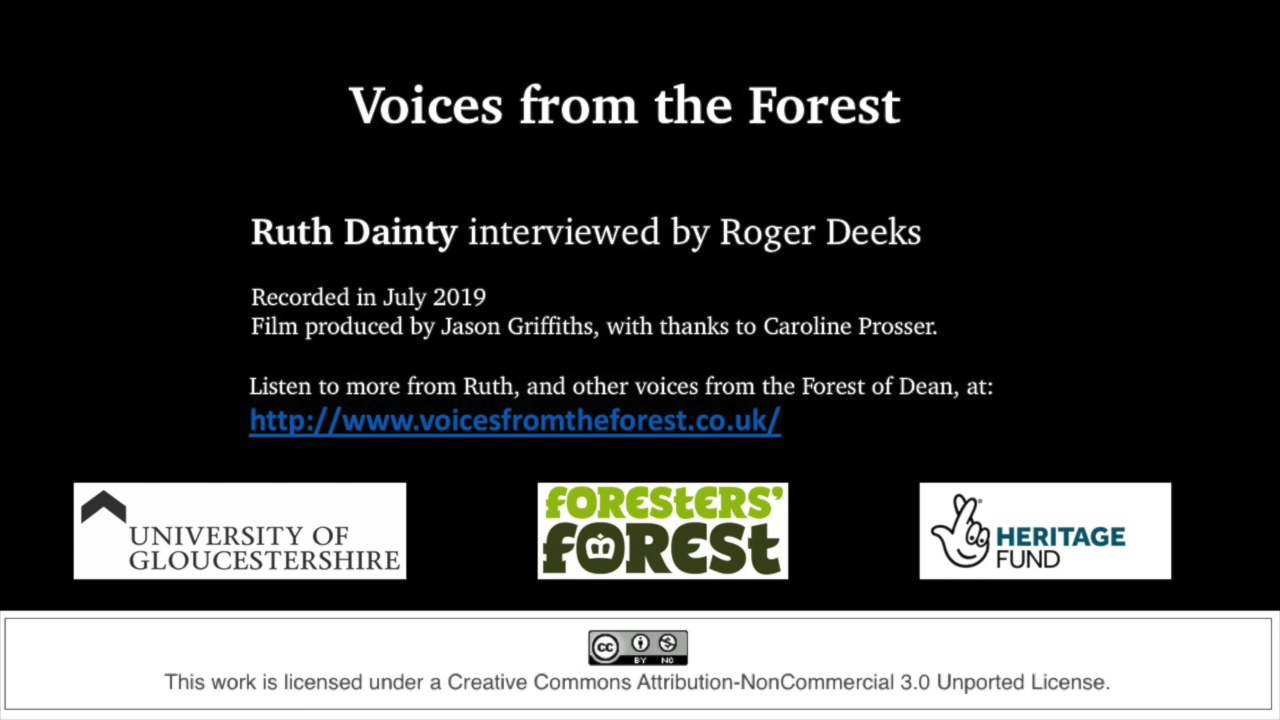 Voices from the Forest
Ruth Dainty interviewed by Roger Deeks
Recorded in July 2019
Film produced by Jason Griffiths, with thanks to Caroline Prosser.
Listen to more from Ruth, and other voices from the Forest of Dean, at:
http://www.voicesfromtheforest.co.uk/
UNIVERSITY OF
GLOUCESTERSHIRE
FORESTERS'
FOREST
HERITAGE
FUND
CC BY NC
This work is licensed under a Creative Commons Attribution-NonCommercial 3.0 Unported License.